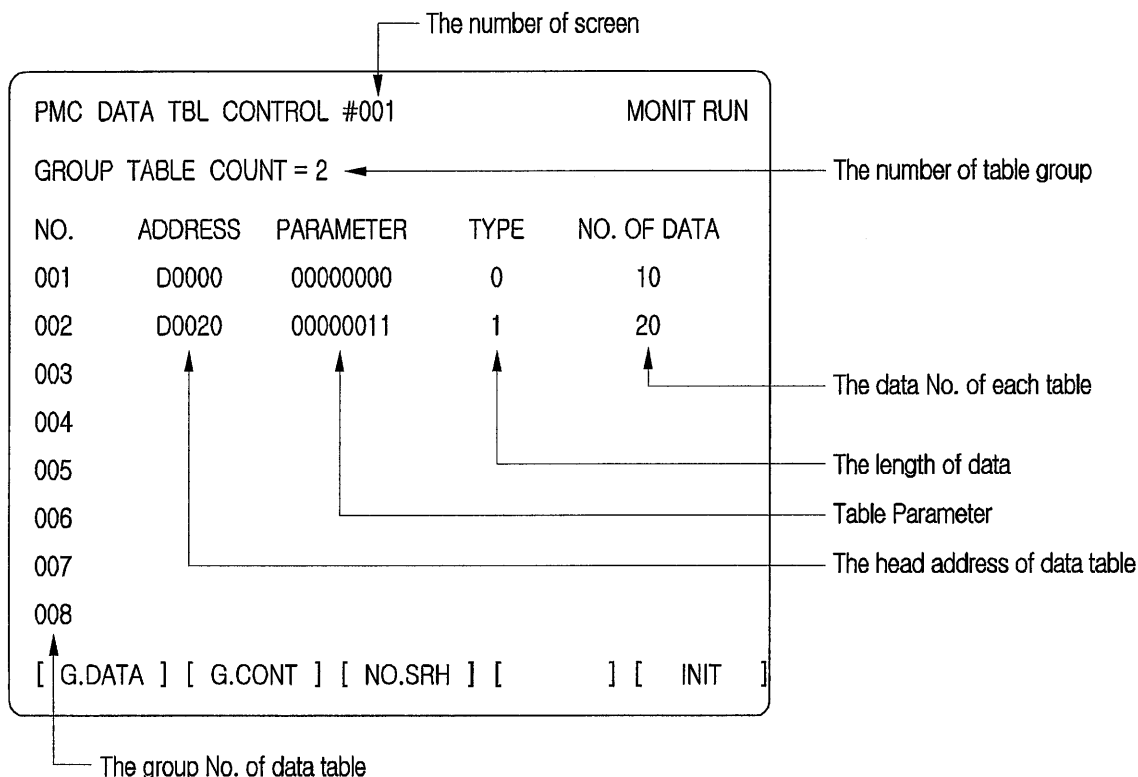 The number of screen
PMC DATA TBL CONTROL #001 MONIT RUN
GROUP TABLE COUNT = 2
The number of table group
NO. ADDRESS PARAMETER TYPE NO. OF DATA
001 D0000 00000000 0 10
002 D0020 00000011 1 20
003
The data No. of each table
004
005
The length of data
006
Table Parameter
007
The head address of data table
008
[ G.DATA ] [ G.CONT ] [ NO.SRH ] [ ] [ INIT ]
The group No. of data table